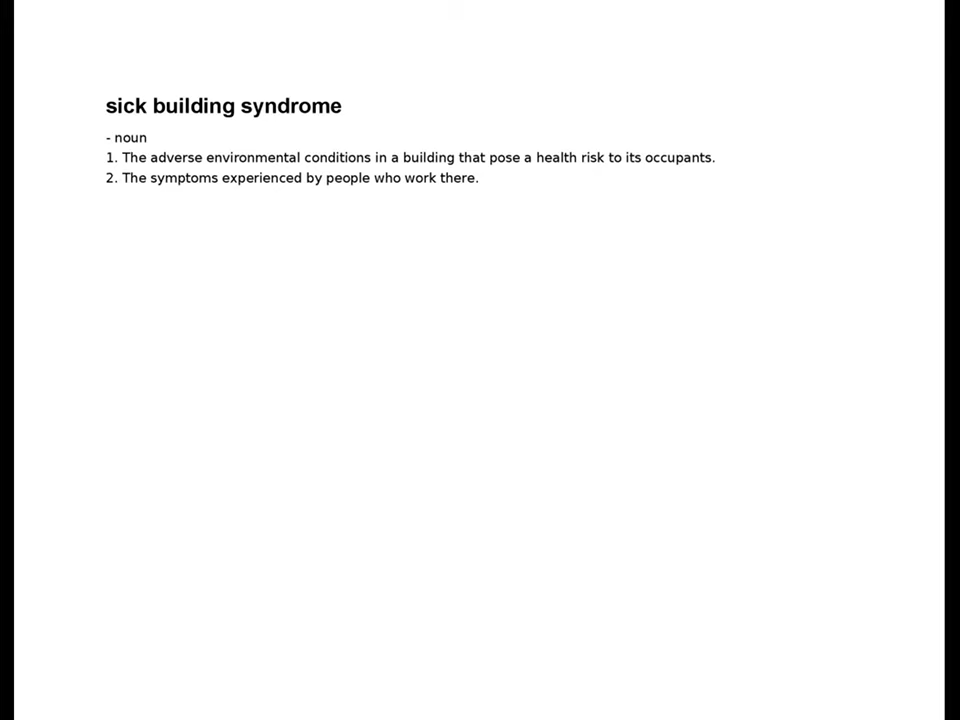 sick building syndrome
- noun
1. The adverse environmental conditions in a building that pose a health risk to its occupants.
2. The symptoms experienced by people who work there.